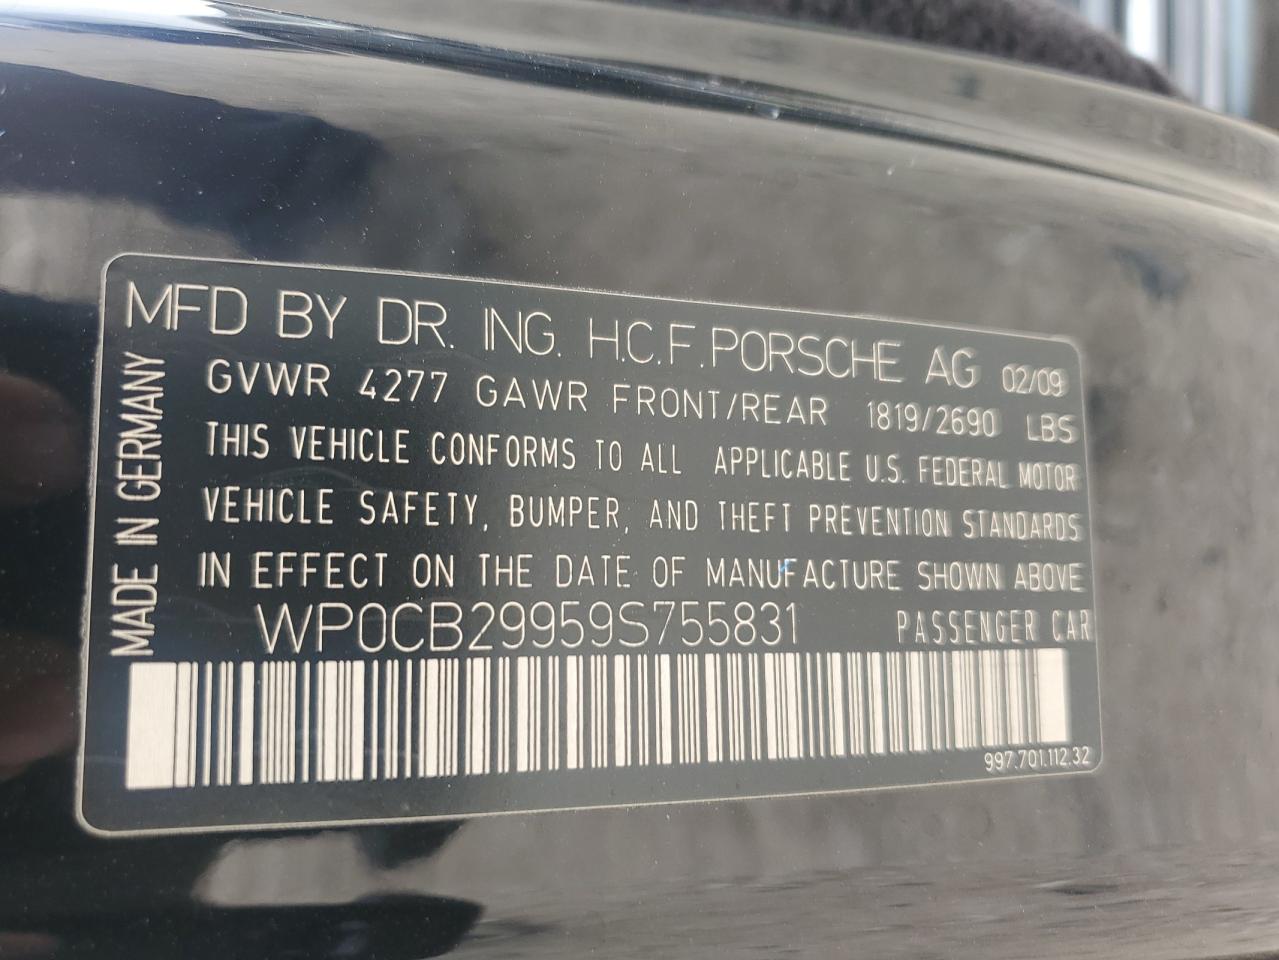 MFD BY DR. ING. H.C.F.PORSCHE AG 02/09
GVWR 4277 GAWR FRONT/REAR 1819/2690 LBS
THIS VEHICLE CONFORMS TO ALL APPLICABLE U.S. FEDERAL MOTOR
VEHICLE SAFETY, BUMPER, AND THEFT PREVENTION STANDARDS
IN EFFECT ON THE DATE OF MANUFACTURE SHOWN ABOVE
WP0CB29959S755831 PASSENGER CAR
997.701.112.32
MADE IN GERMANY